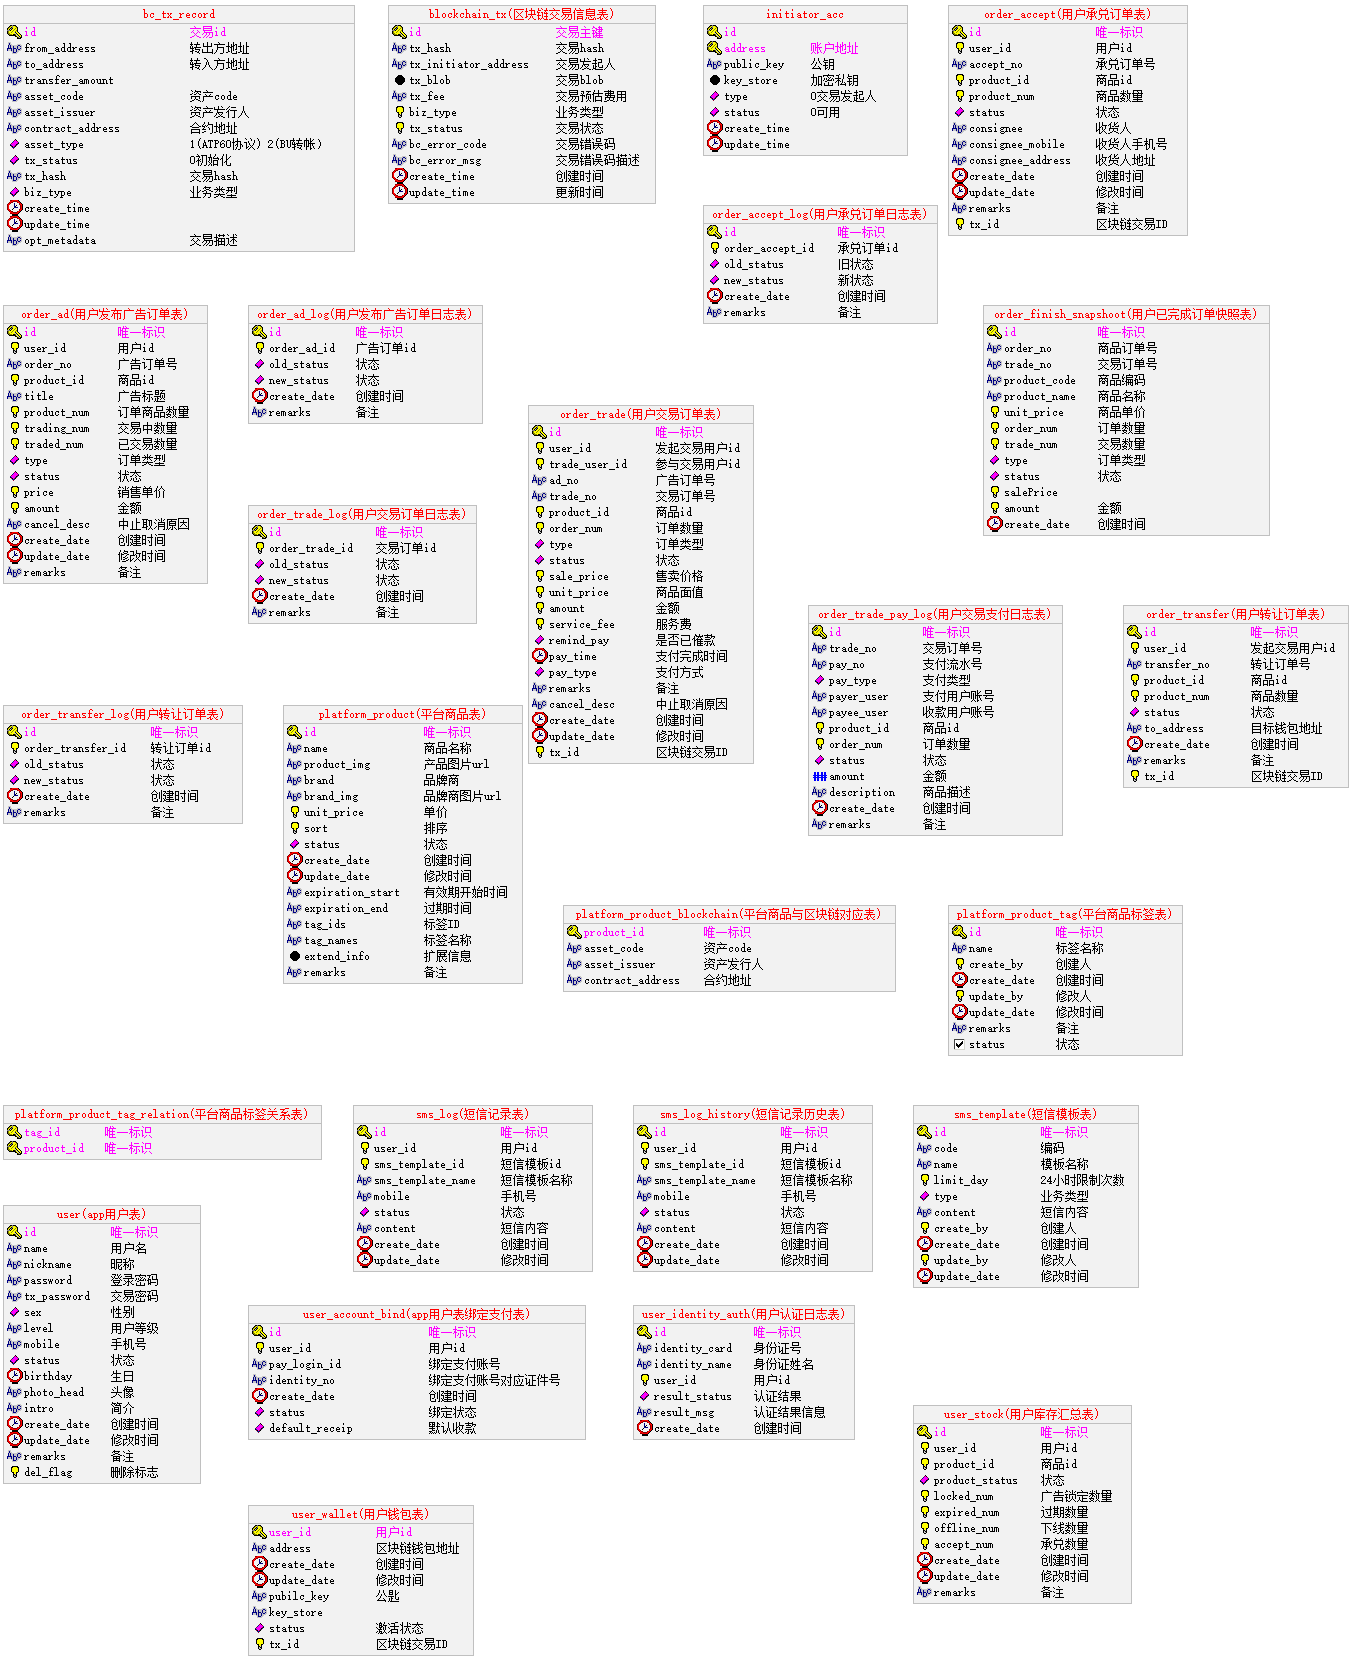 bc_tx_record
id 交易id
from_address 转出方地址
to_address 转入方地址
transfer_amount
asset_code 资产code
asset_issuer 资产发行人
contract_address 合约地址
asset_type 1(ATP60协议) 2(BU转帐)
tx_status 0初始化
tx_hash 交易hash
biz_type 业务类型
create_time
update_time
opt_metadata 交易描述
blockchain_tx(区块链交易信息表)
id 交易主键
tx_hash 交易hash
tx_initiator_address 交易发起人
tx_blob 交易blob
tx_fee 交易预估费用
biz_type 业务类型
tx_status 交易状态
bc_error_code 交易错误码
bc_error_msg 交易错误码描述
create_time 创建时间
update_time 更新时间
initiator_acc
id
address 账户地址
public_key 公钥
key_store 加密私钥
type 0交易发起人
status 0可用
create_time
update_time
order_accept(用户承兑订单表)
id 唯一标识
user_id 用户id
accept_no 承兑订单号
product_id 商品id
product_num 商品数量
status 状态
consignee 收货人
consignee_mobile 收货人手机号
consignee_address 收货人地址
create_date 创建时间
update_date 修改时间
remarks 备注
tx_id 区块链交易ID
order_accept_log(用户承兑订单日志表)
id 唯一标识
order_accept_id 承兑订单id
old_status 旧状态
new_status 新状态
create_date 创建时间
remarks 备注
order_ad(用户发布广告订单表)
id 唯一标识
user_id 用户id
order_no 广告订单号
product_id 商品id
title 广告标题
product_num 订单商品数量
trading_num 交易中数量
traded_num 已交易数量
type 订单类型
status 状态
price 销售单价
amount 金额
cancel_desc 中止取消原因
create_date 创建时间
update_date 修改时间
remarks 备注
order_ad_log(用户发布广告订单日志表)
id 唯一标识
order_ad_id 广告订单id
old_status 状态
new_status 状态
create_date 创建时间
remarks 备注
order_finish_snapshoot(用户已完成订单快照表)
id 唯一标识
order_no 商品订单号
trade_no 交易订单号
product_code 商品编码
product_name 商品名称
unit_price 商品单价
order_num 订单数量
trade_num 交易数量
type 订单类型
status 状态
salePrice
amount 金额
create_date 创建时间
order_trade(用户交易订单表)
id 唯一标识
user_id 发起交易用户id
trade_user_id 参与交易用户id
ad_no 广告订单号
trade_no 交易订单号
product_id 商品id
order_num 订单数量
type 订单类型
status 状态
sale_price 售卖价格
unit_price 商品面值
amount 金额
service_fee 服务费
remind_pay 是否已催款
pay_time 支付完成时间
pay_type 支付方式
remarks 备注
cancel_desc 中止取消原因
create_date 创建时间
update_date 修改时间
tx_id 区块链交易ID
order_trade_log(用户交易订单日志表)
id 唯一标识
order_trade_id 交易订单id
old_status 状态
new_status 状态
create_date 创建时间
remarks 备注
order_trade_pay_log(用户交易支付日志表)
id 唯一标识
trade_no 交易订单号
pay_no 支付流水号
pay_type 支付类型
payer_user 支付用户账号
payee_user 收款用户账号
product_id 商品id
order_num 订单数量
status 状态
amount 金额
description 商品描述
create_date 创建时间
remarks 备注
order_transfer(用户转让订单表)
id 唯一标识
user_id 发起交易用户id
transfer_no 转让订单号
product_id 商品id
product_num 商品数量
status 状态
to_address 目标钱包地址
create_date 创建时间
remarks 备注
tx_id 区块链交易ID
order_transfer_log(用户转让订单表)
id 唯一标识
order_transfer_id 转让订单id
old_status 状态
new_status 状态
create_date 创建时间
remarks 备注
platform_product(平台商品表)
id 唯一标识
name 商品名称
product_img 产品图片url
brand 品牌商
brand_img 品牌商图片url
unit_price 单价
sort 排序
status 状态
create_date 创建时间
update_date 修改时间
expiration_start 有效期开始时间
expiration_end 过期时间
tag_ids 标签ID
tag_names 标签名称
extend_info 扩展信息
remarks 备注
platform_product_blockchain(平台商品与区块链对应表)
product_id 唯一标识
asset_code 资产code
asset_issuer 资产发行人
contract_address 合约地址
platform_product_tag(平台商品标签表)
id 唯一标识
name 标签名称
create_by 创建人
create_date 创建时间
update_by 修改人
update_date 修改时间
remarks 备注
status 状态
platform_product_tag_relation(平台商品标签关系表)
tag_id 唯一标识
product_id 唯一标识
sms_log(短信记录表)
id 唯一标识
user_id 用户id
sms_template_id 短信模板id
sms_template_name 短信模板名称
mobile 手机号
status 状态
content 短信内容
create_date 创建时间
update_date 修改时间
sms_log_history(短信记录历史表)
id 唯一标识
user_id 用户id
sms_template_id 短信模板id
sms_template_name 短信模板名称
mobile 手机号
status 状态
content 短信内容
create_date 创建时间
update_date 修改时间
sms_template(短信模板表)
id 唯一标识
code 编码
name 模板名称
limit_day 24小时限制次数
type 业务类型
content 短信内容
create_by 创建人
create_date 创建时间
update_by 修改人
update_date 修改时间
user(app用户表)
id 唯一标识
name 用户名
nickname 昵称
password 登录密码
tx_password 交易密码
sex 性别
level 用户等级
mobile 手机号
status 状态
birthday 生日
photo_head 头像
intro 简介
create_date 创建时间
update_date 修改时间
remarks 备注
del_flag 删除标志
user_account_bind(app用户表绑定支付表)
id 唯一标识
user_id 用户id
pay_login_id 绑定支付账号
identity_no 绑定支付账号对应证件号
create_date 创建时间
status 绑定状态
default_receip 默认收款
user_identity_auth(用户认证日志表)
id 唯一标识
identity_card 身份证号
identity_name 身份证姓名
user_id 用户id
result_status 认证结果
result_msg 认证结果信息
create_date 创建时间
user_stock(用户库存汇总表)
id 唯一标识
user_id 用户id
product_id 商品id
product_status 状态
locked_num 广告锁定数量
expired_num 过期数量
offline_num 下线数量
accept_num 承兑数量
create_date 创建时间
update_date 修改时间
remarks 备注
user_wallet(用户钱包表)
user_id 用户id
address 区块链钱包地址
create_date 创建时间
update_date 修改时间
pubilc_key 公匙
key_store
status 激活状态
tx_id 区块链交易ID